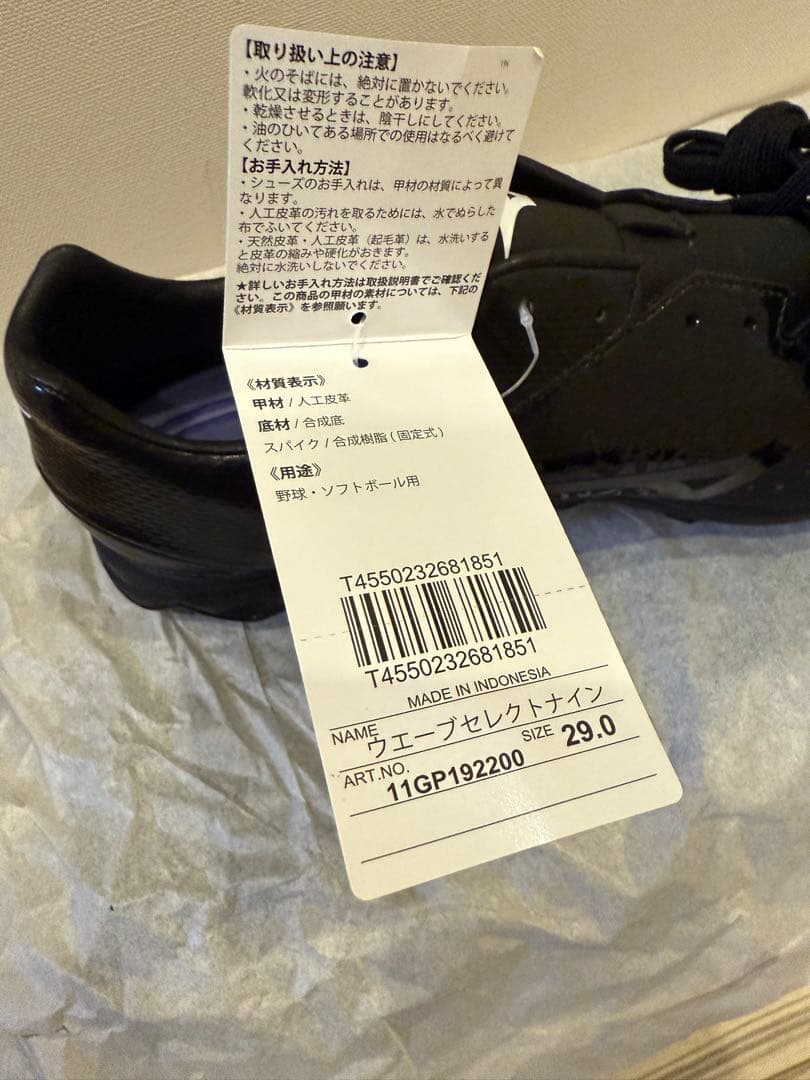 【取り扱い上の注意】
・火のそばには、絶対に置かないでください。
軟化又は変形することがあります。
・乾燥させるときは、陰干しにしてください。
・油のひいてある場所での使用はなるべく避けて
ください。
【お手入れ方法】
・シューズのお手入れは、甲材の材質によって異
なります。
・人工皮革の汚れを取るためには、水でぬらした
布でふいてください。
・天然皮革・人工皮革（起毛革）は、水洗いする
と皮革の縮みや硬化がおきます。
絶対に水洗いしないでください。
★詳しいお手入れ方法は取扱説明書でご確認くだ
さい。この商品の甲材の素材については、下記の
《材質表示》を参照願います。
《材質表示》
甲材 / 人工皮革
底材 / 合成底
スパイク / 合成樹脂 ( 固定式 )
《用途》
野球・ソフトボール用
T4550232681851
T4550232681851
MADE IN INDONESIA
NAME ウエーブセレクトナイン
ART.NO. 11GP192200 SIZE 29.0